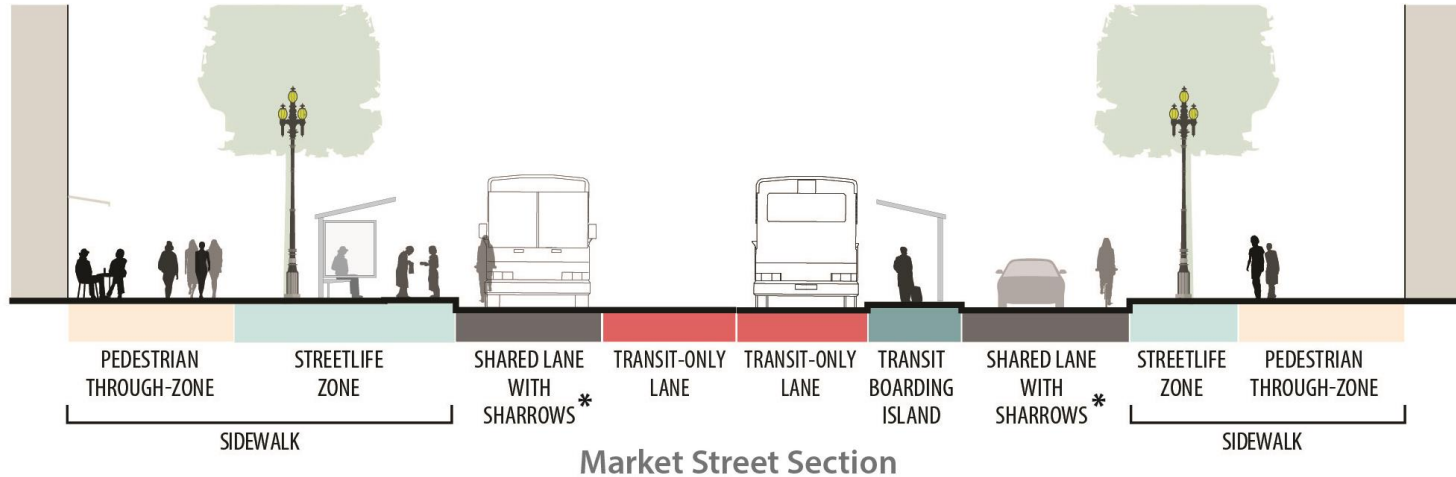 PEDESTRIAN
THROUGH-ZONE
STREETLIFE
ZONE
SHARED LANE
WITH
SHARROWS*
TRANSIT-ONLY
LANE
TRANSIT-ONLY
LANE
TRANSIT
BOARDING
ISLAND
SHARED LANE
WITH
SHARROWS*
STREETLIFE
ZONE
PEDESTRIAN
THROUGH-ZONE
SIDEWALK
SIDEWALK
Market Street Section